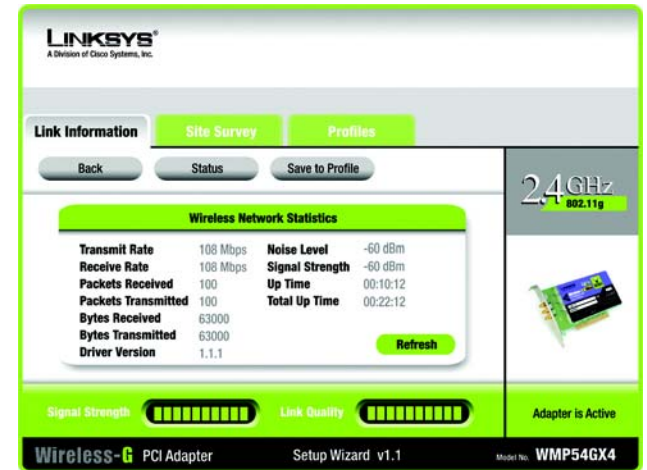 LINKSYS®
A Division of Cisco Systems, Inc.
Link Information Site Survey Profiles
Back Status Save to Profile
2.4GHz
802.11g
Wireless Network Statistics
Transmit Rate 108 Mbps Noise Level -60 dBm
Receive Rate 108 Mbps Signal Strength -60 dBm
Packets Received 100 Up Time 00:10:12
Packets Transmitted 100 Total Up Time 00:22:12
Bytes Received 63000
Bytes Transmitted 63000
Driver Version 1.1.1
Refresh
Signal Strength Link Quality Adapter is Active
Wireless-G PCI Adapter Setup Wizard v1.1 Model No. WMP54GX4